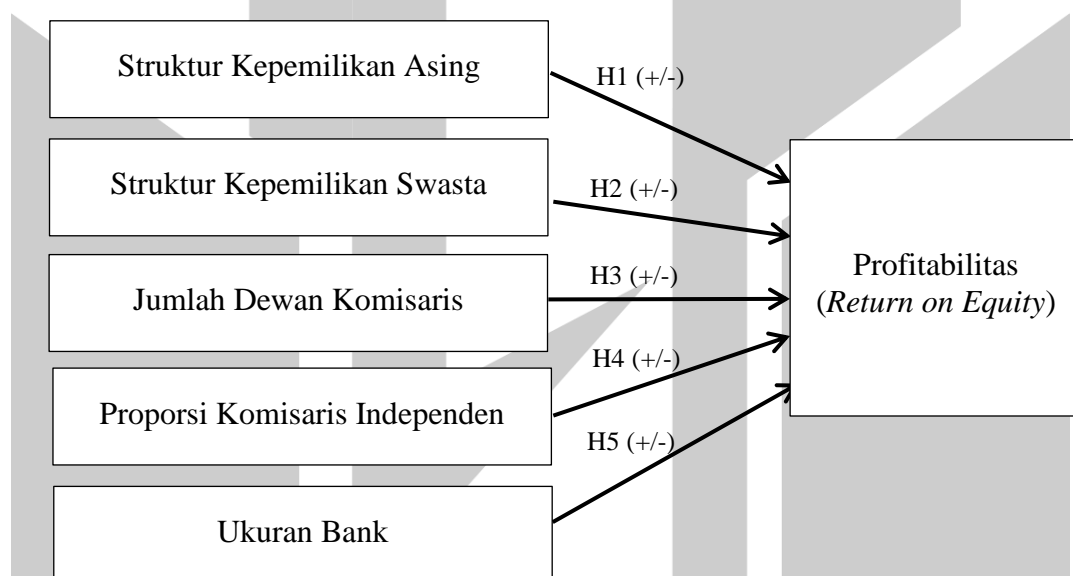 Struktur Kepemilikan Asing
H1 (+/-)
Struktur Kepemilikan Swasta
H2 (+/-)
Jumlah Dewan Komisaris
H3 (+/-)
Proporsi Komisaris Independen
H4 (+/-)
Ukuran Bank
H5 (+/-)
Profitabilitas
(Return on Equity)